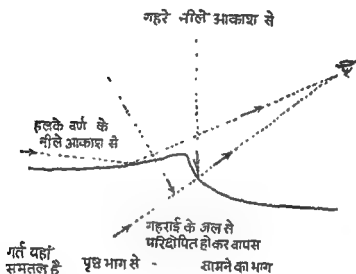 गहरे नीले आकाश से
हलके वर्ण के
नीले आकाश से
गहराई के जल से
परिदीपित होकर वापस
गर्त यहां
समतल है
पृष्ठ भाग से
सामने का भाग